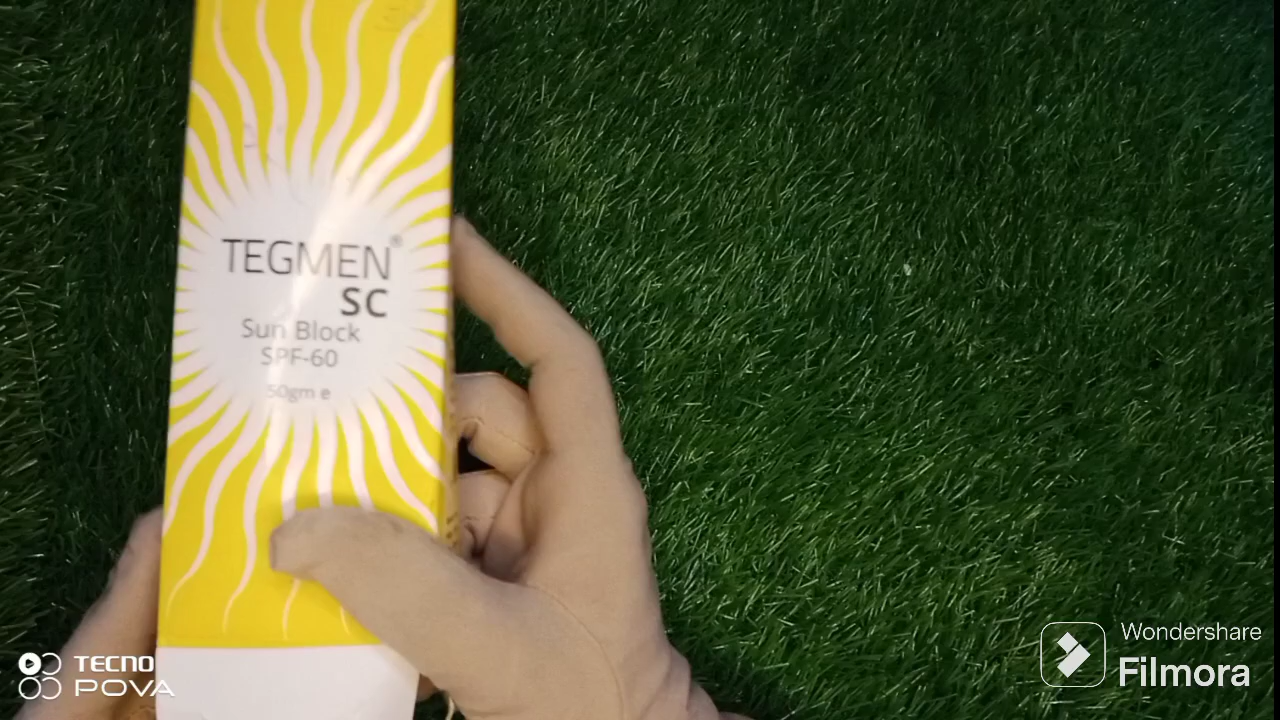 TEGMEN®
SC
Sun Block
SPF-60
50gm e
TECNO
POVA
Wondershare
Filmora